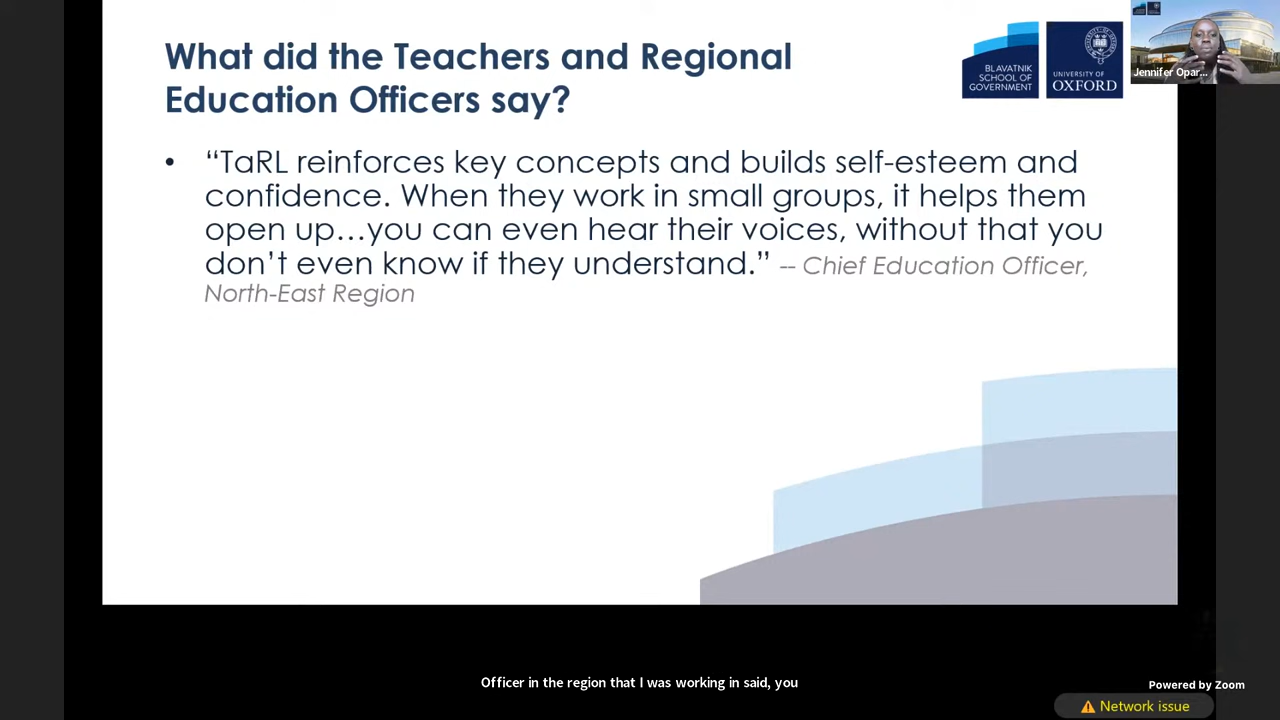 What did the Teachers and Regional
Education Officers say?
BLAVATNIK
SCHOOL OF
GOVERNMENT
UNIVERSITY OF
OXFORD
Jennifer Opar...
• “TaRL reinforces key concepts and builds self-esteem and
confidence. When they work in small groups, it helps them
open up…you can even hear their voices, without that you
don’t even know if they understand.” -- Chief Education Officer,
North-East Region
Officer in the region that I was working in said, you
Powered by Zoom
Network issue